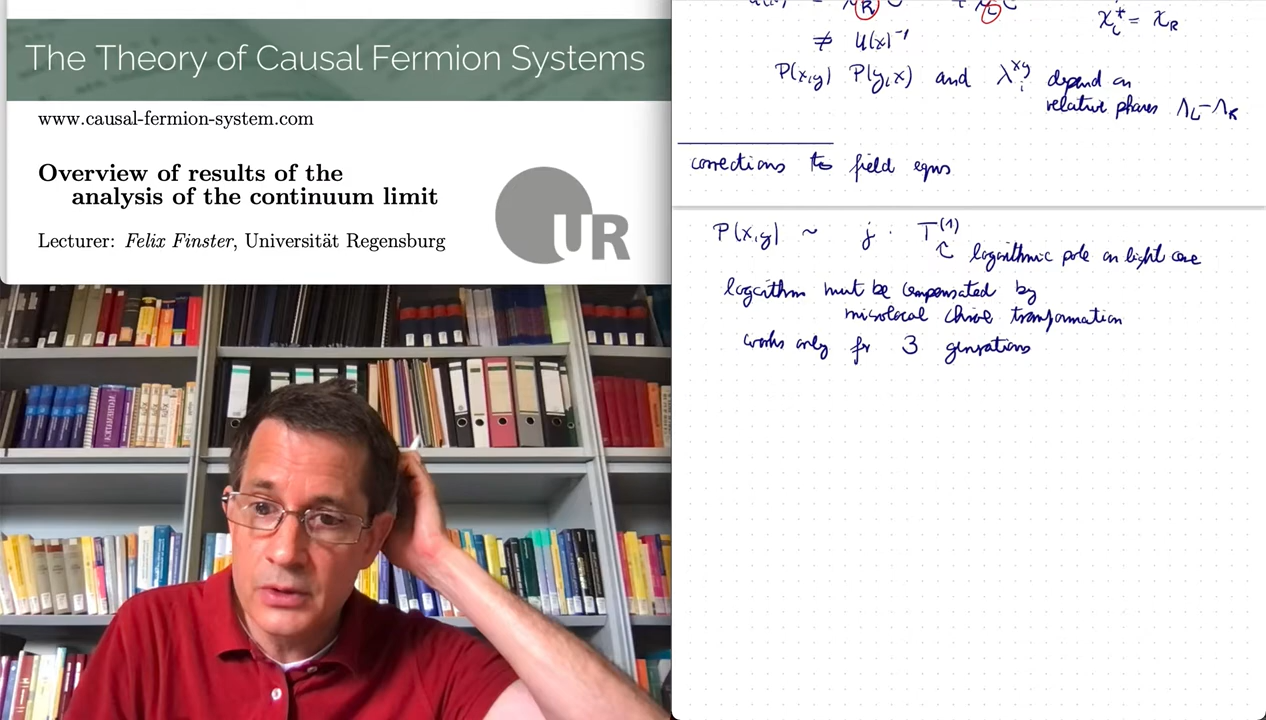 The Theory of Causal Fermion Systems
www.causal-fermion-system.com
Overview of results of the
analysis of the continuum limit
Lecturer: Felix Finster, Universität Regensburg
UR
χ_L^* = χ_R
≠ U(x)^{-1}
P(x,y) P(y,x) and λ_i^{xy} depend on
relative phases Λ_L - Λ_R
corrections to field eqns
P(x,y) ~ j · T^{(1)}
logarithmic pole on light cone
logarithm must be compensated by
microlocal chiral transformation
works only for 3 generations